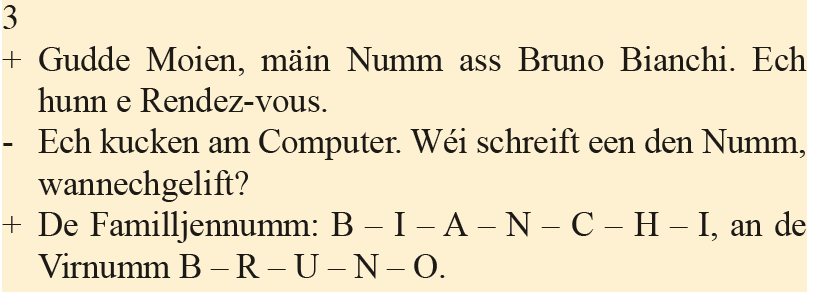 3
+ Gudde Moien, mäin Numm ass Bruno Bianchi. Ech
hunn e Rendez-vous.
- Ech kucken am Computer. Wéi schreift een den Numm,
wannechgelift?
+ De Familljennumm: B – I – A – N – C – H – I, an de
Virnumm B – R – U – N – O.